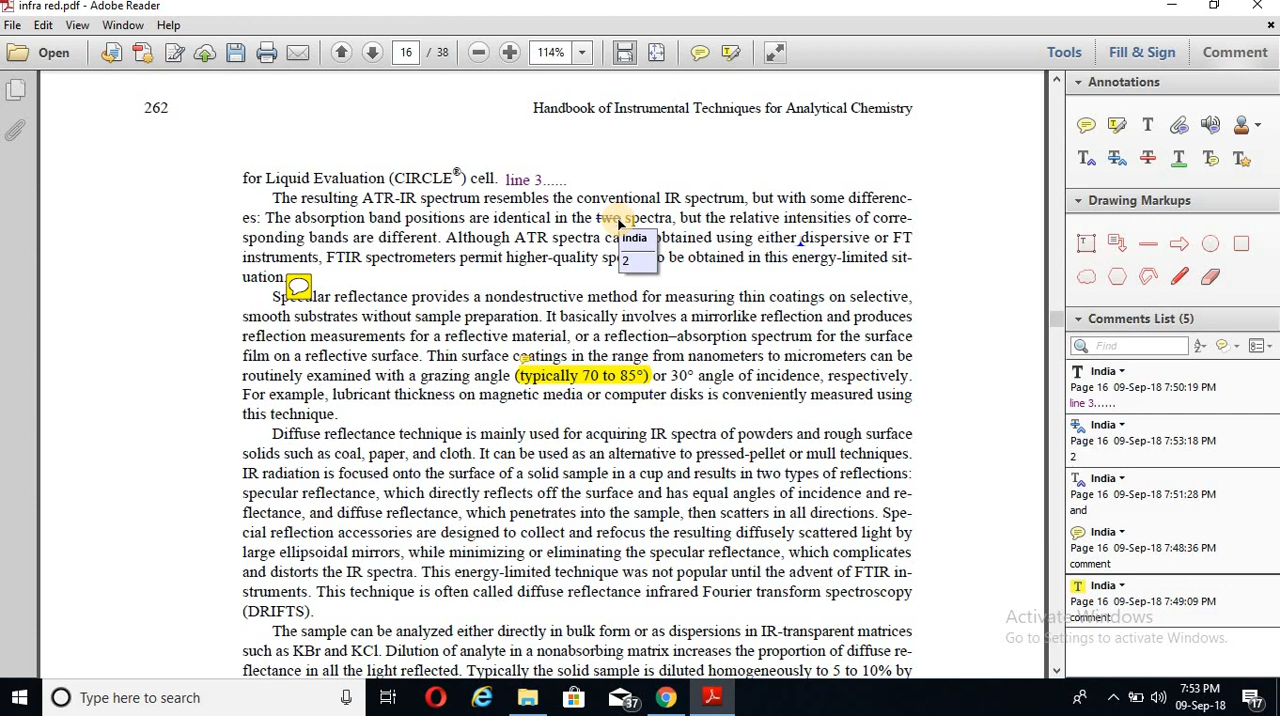 infra red.pdf - Adobe Reader
File Edit View Window Help
Open 16 / 38 114% Tools Fill & Sign Comment
262 Handbook of Instrumental Techniques for Analytical Chemistry
for Liquid Evaluation (CIRCLE®) cell. line 3......
The resulting ATR-IR spectrum resembles the conventional IR spectrum, but with some differenc-
es: The absorption band positions are identical in the two spectra, but the relative intensities of corre-
sponding bands are different. Although ATR spectra ca obtained using either dispersive or FT
instruments, FTIR spectrometers permit higher-quality sp o be obtained in this energy-limited sit-
uation.
India
2
Specular reflectance provides a nondestructive method for measuring thin coatings on selective,
smooth substrates without sample preparation. It basically involves a mirrorlike reflection and produces
reflection measurements for a reflective material, or a reflection–absorption spectrum for the surface
film on a reflective surface. Thin surface coatings in the range from nanometers to micrometers can be
routinely examined with a grazing angle (typically 70 to 85°) or 30° angle of incidence, respectively.
For example, lubricant thickness on magnetic media or computer disks is conveniently measured using
this technique.
Diffuse reflectance technique is mainly used for acquiring IR spectra of powders and rough surface
solids such as coal, paper, and cloth. It can be used as an alternative to pressed-pellet or mull techniques.
IR radiation is focused onto the surface of a solid sample in a cup and results in two types of reflections:
specular reflectance, which directly reflects off the surface and has equal angles of incidence and re-
flectance, and diffuse reflectance, which penetrates into the sample, then scatters in all directions. Spe-
cial reflection accessories are designed to collect and refocus the resulting diffusely scattered light by
large ellipsoidal mirrors, while minimizing or eliminating the specular reflectance, which complicates
and distorts the IR spectra. This energy-limited technique was not popular until the advent of FTIR in-
struments. This technique is often called diffuse reflectance infrared Fourier transform spectroscopy
(DRIFTS).
The sample can be analyzed either directly in bulk form or as dispersions in IR-transparent matrices
such as KBr and KCl. Dilution of analyte in a nonabsorbing matrix increases the proportion of diffuse re-
flectance in all the light reflected. Typically the solid sample is diluted homogeneously to 5 to 10% by
Annotations
Drawing Markups
Comments List (5)
Find
India
Page 16 09-Sep-18 7:50:19 PM
line 3......
India
Page 16 09-Sep-18 7:53:18 PM
2
India
Page 16 09-Sep-18 7:51:28 PM
and
India
Page 16 09-Sep-18 7:48:36 PM
comment
India
Page 16 09-Sep-18 7:49:09 PM
comment
Activate Windows
Go to Settings to activate Windows.
Type here to search
37
7:53 PM
09-Sep-18
17